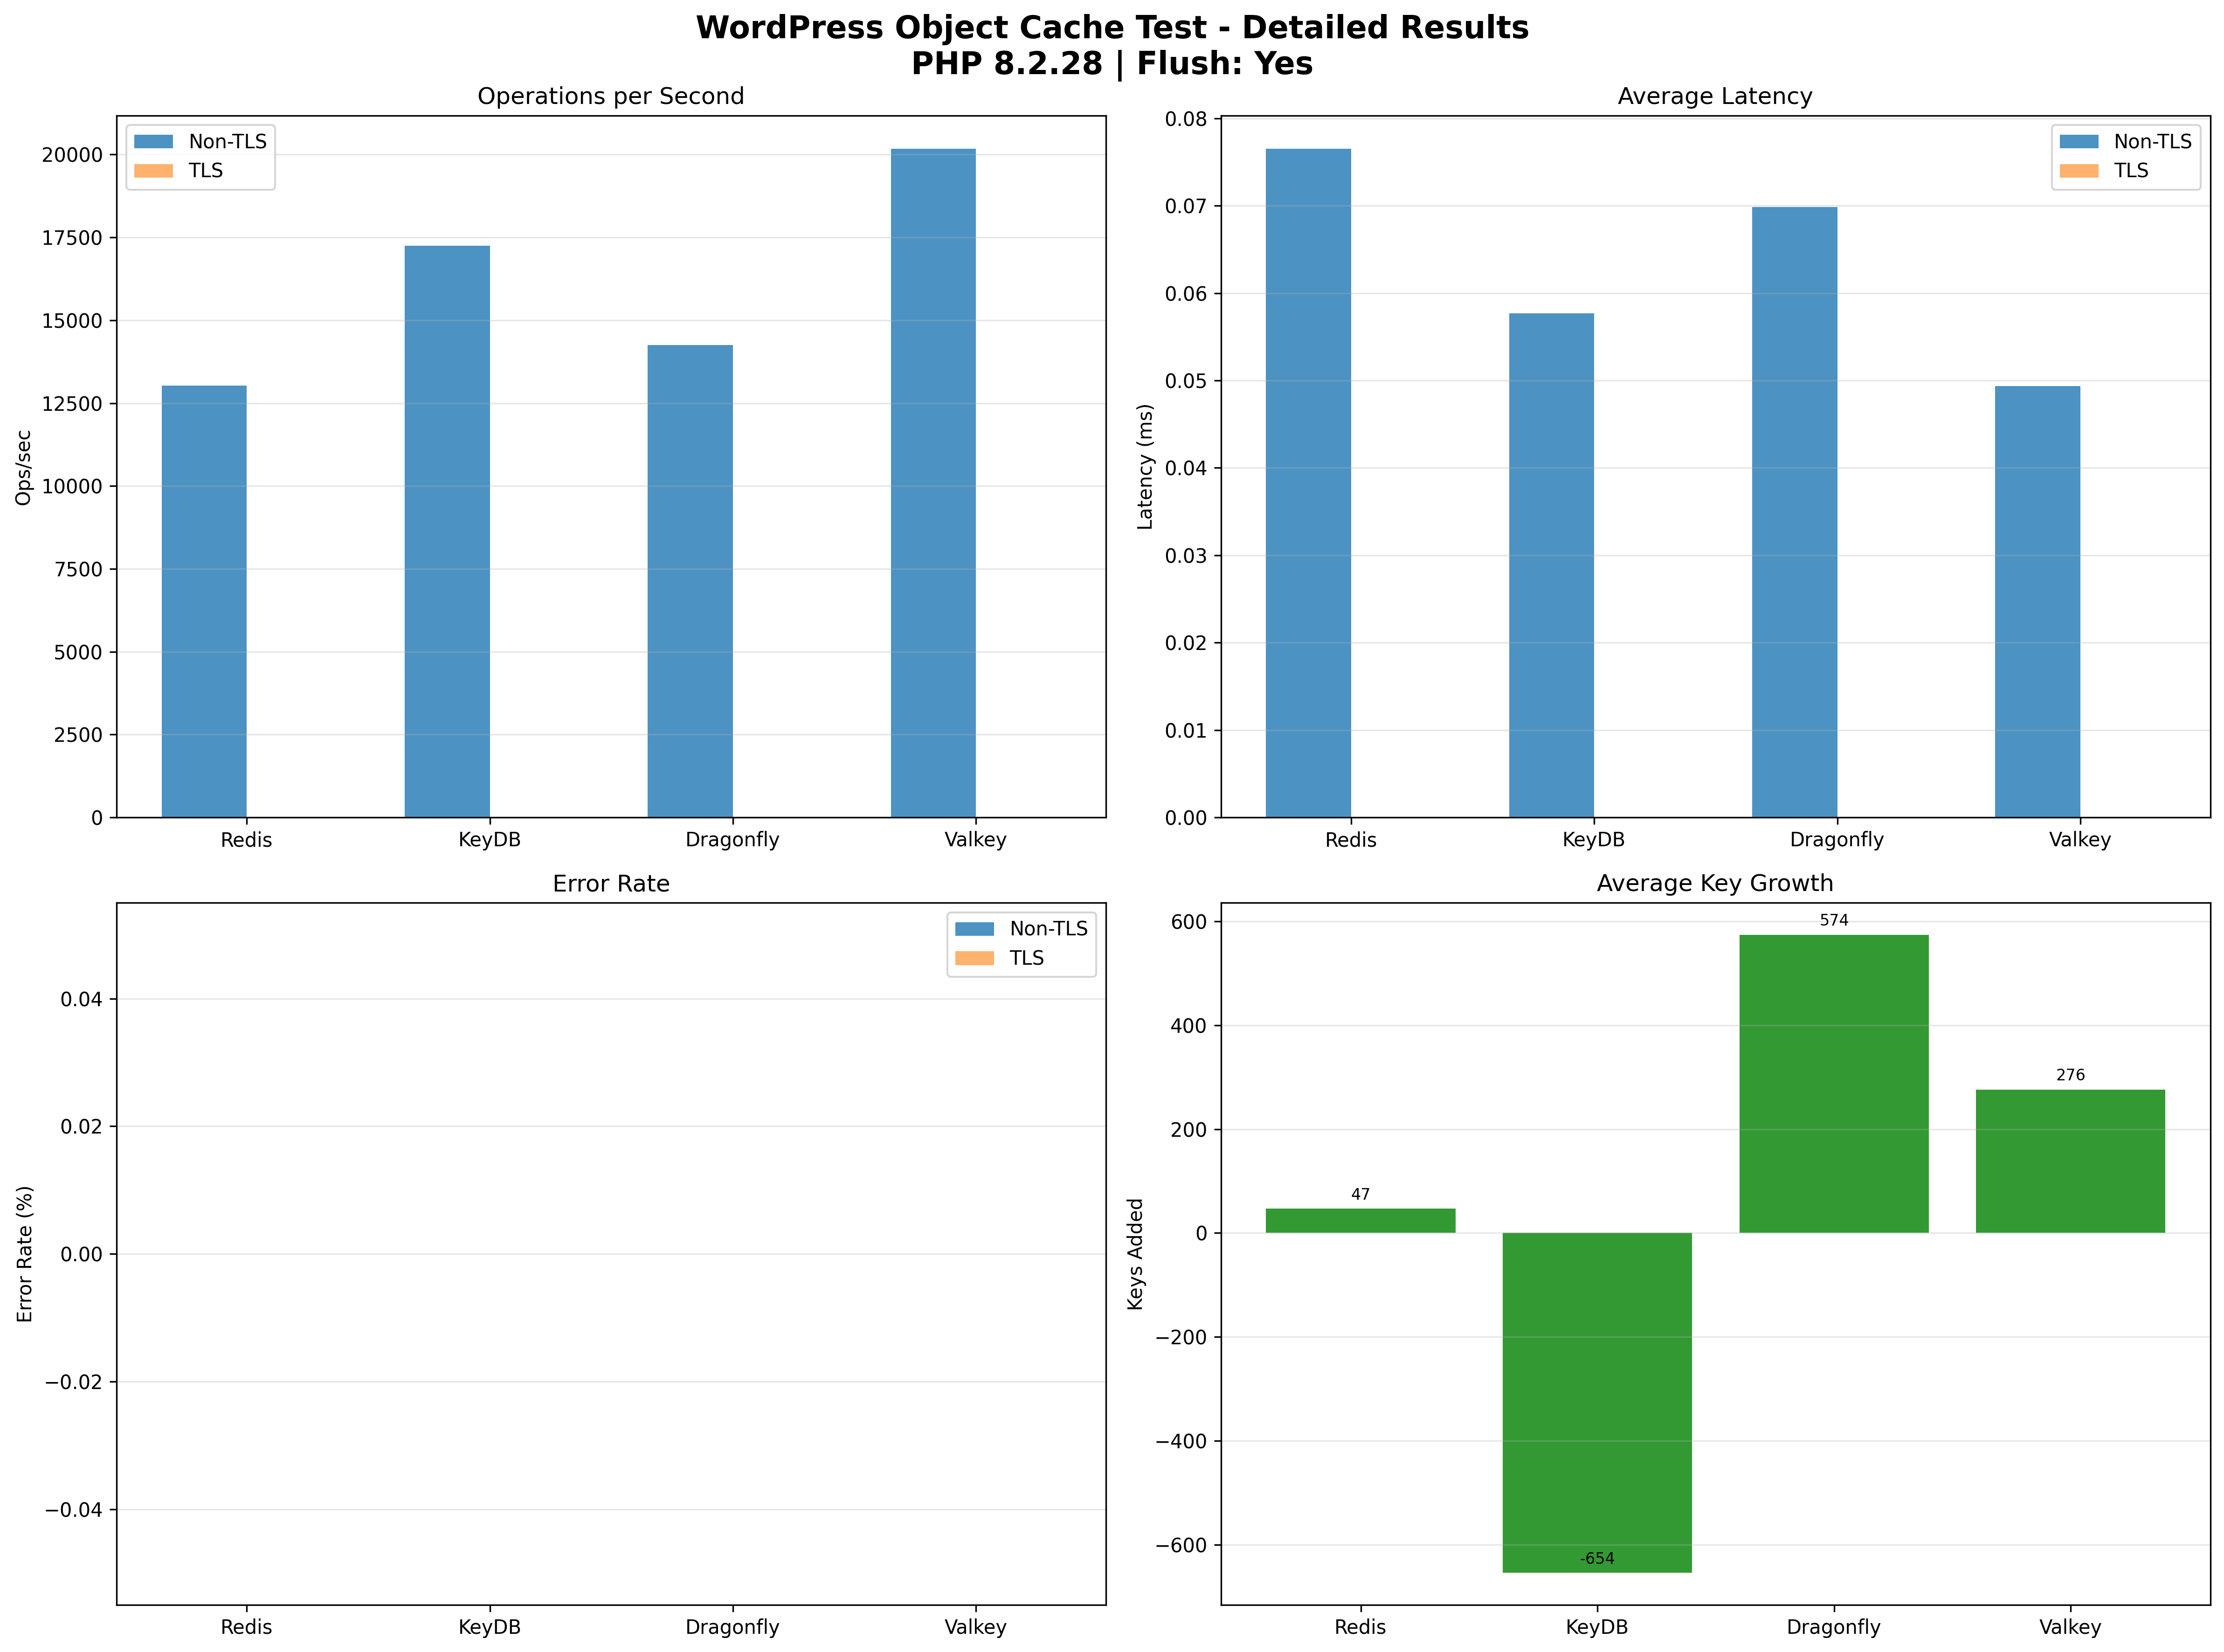 WordPress Object Cache Test - Detailed Results
PHP 8.2.28 | Flush: Yes
Operations per Second
Non-TLS
TLS
20000
17500
15000
12500
10000
7500
5000
2500
0
Ops/sec
Redis
KeyDB
Dragonfly
Valkey
Average Latency
Non-TLS
TLS
0.08
0.07
0.06
0.05
0.04
0.03
0.02
0.01
0.00
Latency (ms)
Redis
KeyDB
Dragonfly
Valkey
Error Rate
Non-TLS
TLS
0.04
0.02
0.00
−0.02
−0.04
Error Rate (%)
Redis
KeyDB
Dragonfly
Valkey
Average Key Growth
600
400
200
0
−200
−400
−600
Keys Added
47
-654
574
276
Redis
KeyDB
Dragonfly
Valkey